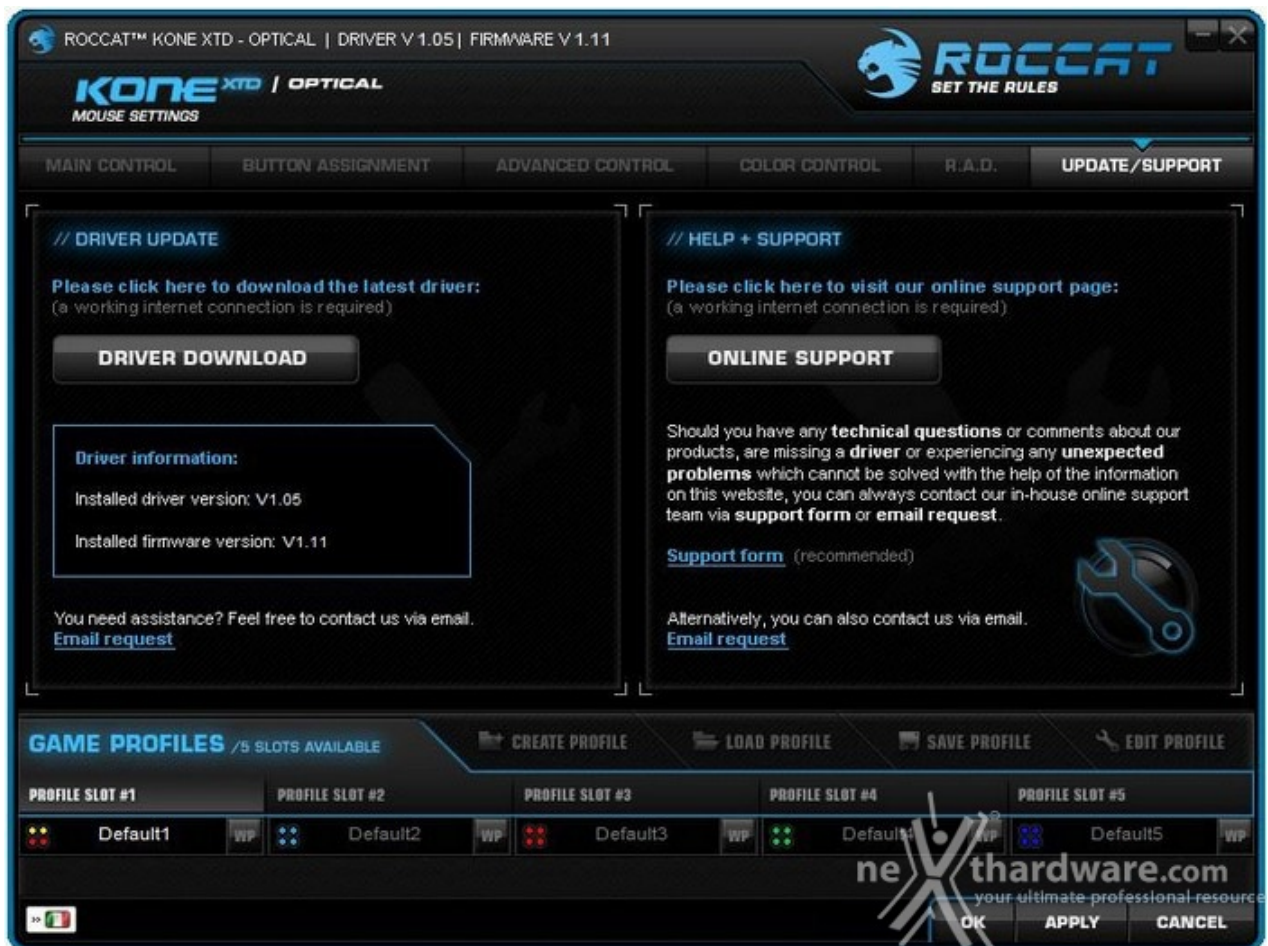 ROCCAT™ KONE XTD - OPTICAL | DRIVER V 1.05 | FIRMWARE V 1.11
ROCCAT
SET THE RULES
KONE XTD / OPTICAL
MOUSE SETTINGS
MAIN CONTROL BUTTON ASSIGNMENT ADVANCED CONTROL COLOR CONTROL R.A.D. UPDATE/SUPPORT
// DRIVER UPDATE
Please click here to download the latest driver:
(a working internet connection is required)
DRIVER DOWNLOAD
Driver information:
Installed driver version: V1.05
Installed firmware version: V1.11
You need assistance? Feel free to contact us via email.
Email request
// HELP + SUPPORT
Please click here to visit our online support page:
(a working internet connection is required)
ONLINE SUPPORT
Should you have any technical questions or comments about our
products, are missing a driver or experiencing any unexpected
problems which cannot be solved with the help of the information
on this website, you can always contact our in-house online support
team via support form or email request.
Support form (recommended)
Alternatively, you can also contact us via email.
Email request
GAME PROFILES /5 SLOTS AVAILABLE
CREATE PROFILE LOAD PROFILE SAVE PROFILE EDIT PROFILE
PROFILE SLOT #1 PROFILE SLOT #2 PROFILE SLOT #3 PROFILE SLOT #4 PROFILE SLOT #5
Default1 WP Default2 WP Default3 WP Default4 WP Default5 WP
nexthardware.com
your ultimate professional resource
» OK APPLY CANCEL